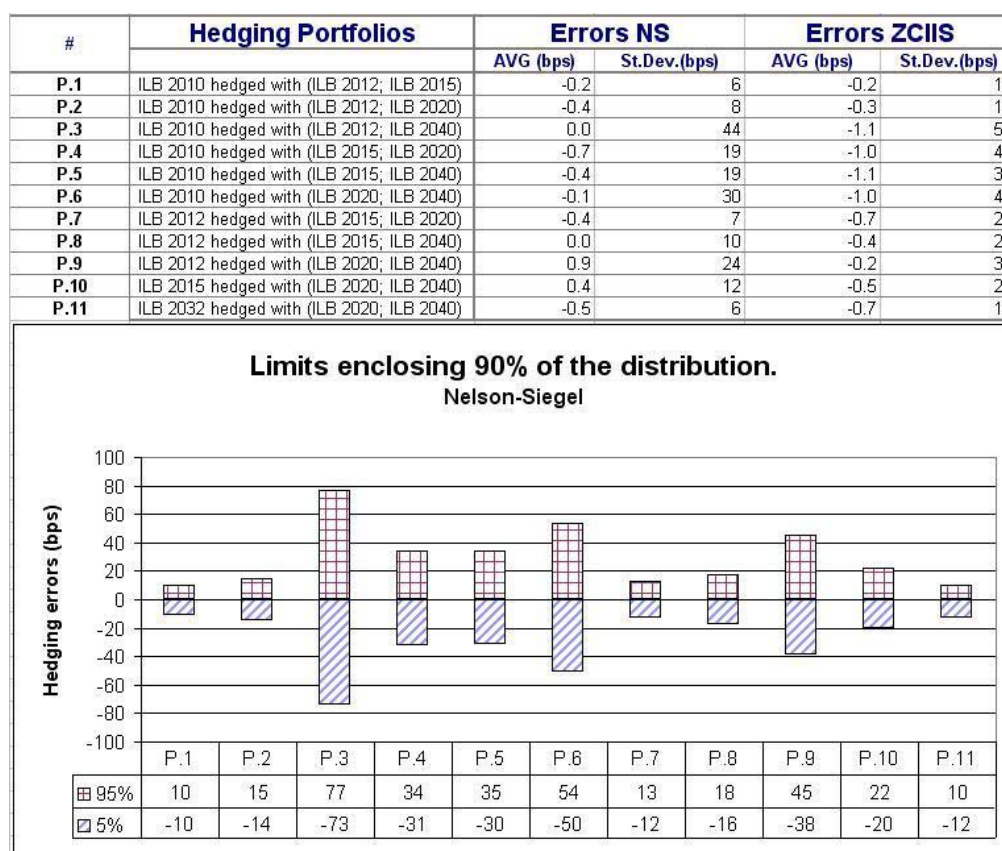 # Hedging Portfolios Errors NS Errors ZCIIS
AVG (bps) St.Dev.(bps) AVG (bps) St.Dev.(bps)
P.1 ILB 2010 hedged with (ILB 2012; ILB 2015) -0.2 6 -0.2 1
P.2 ILB 2010 hedged with (ILB 2012; ILB 2020) -0.4 8 -0.3 1
P.3 ILB 2010 hedged with (ILB 2012; ILB 2040) 0.0 44 -1.1 5
P.4 ILB 2010 hedged with (ILB 2015; ILB 2020) -0.7 19 -1.0 4
P.5 ILB 2010 hedged with (ILB 2015; ILB 2040) -0.4 19 -1.1 3
P.6 ILB 2010 hedged with (ILB 2020; ILB 2040) -0.1 30 -1.0 4
P.7 ILB 2012 hedged with (ILB 2015; ILB 2020) -0.4 7 -0.7 2
P.8 ILB 2012 hedged with (ILB 2015; ILB 2040) 0.0 10 -0.4 2
P.9 ILB 2012 hedged with (ILB 2020; ILB 2040) 0.9 24 -0.2 3
P.10 ILB 2015 hedged with (ILB 2020; ILB 2040) 0.4 12 -0.5 2
P.11 ILB 2032 hedged with (ILB 2020; ILB 2040) -0.5 6 -0.7 1
Limits enclosing 90% of the distribution.
Nelson-Siegel
Hedging errors (bps)
100
80
60
40
20
0
-20
-40
-60
-80
-100
P.1 P.2 P.3 P.4 P.5 P.6 P.7 P.8 P.9 P.10 P.11
95% 10 15 77 34 35 54 13 18 45 22 10
5% -10 -14 -73 -31 -30 -50 -12 -16 -38 -20 -12